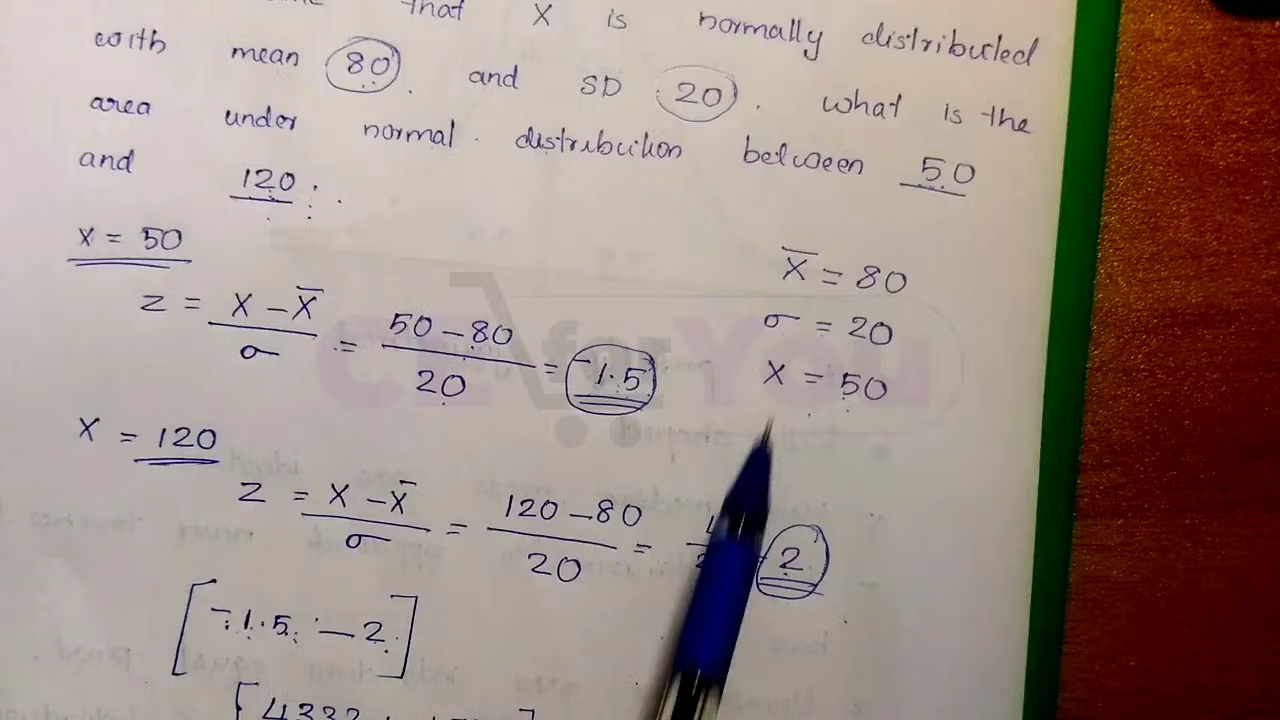 that X is normally distributed
with mean 80. and SD 20. What is the
area under normal. distribution between 50
and 120.
x = 50
X̄ = 80
σ = 20
X = 50
Z = X - X̄ / σ = 50 - 80 / 20 = -1.5
X = 120
Z = X - X̄ / σ = 120 - 80 / 20 = 2
[-1.5 - 2]